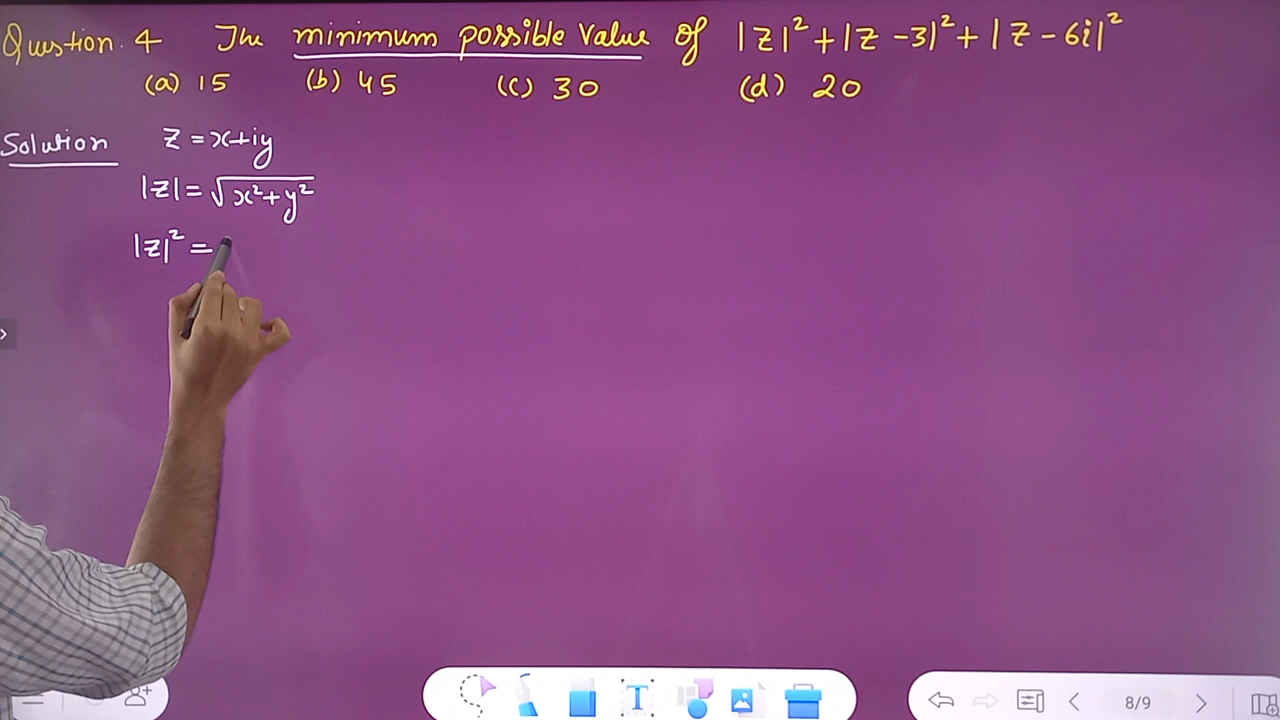 Question. 4 The minimum possible value of |z|² + |z - 3|² + |z - 6i|²
(a) 15 (b) 45 (c) 30 (d) 20
Solution z = x+iy
|z| = √x²+y²
|z|² =
T
8/9